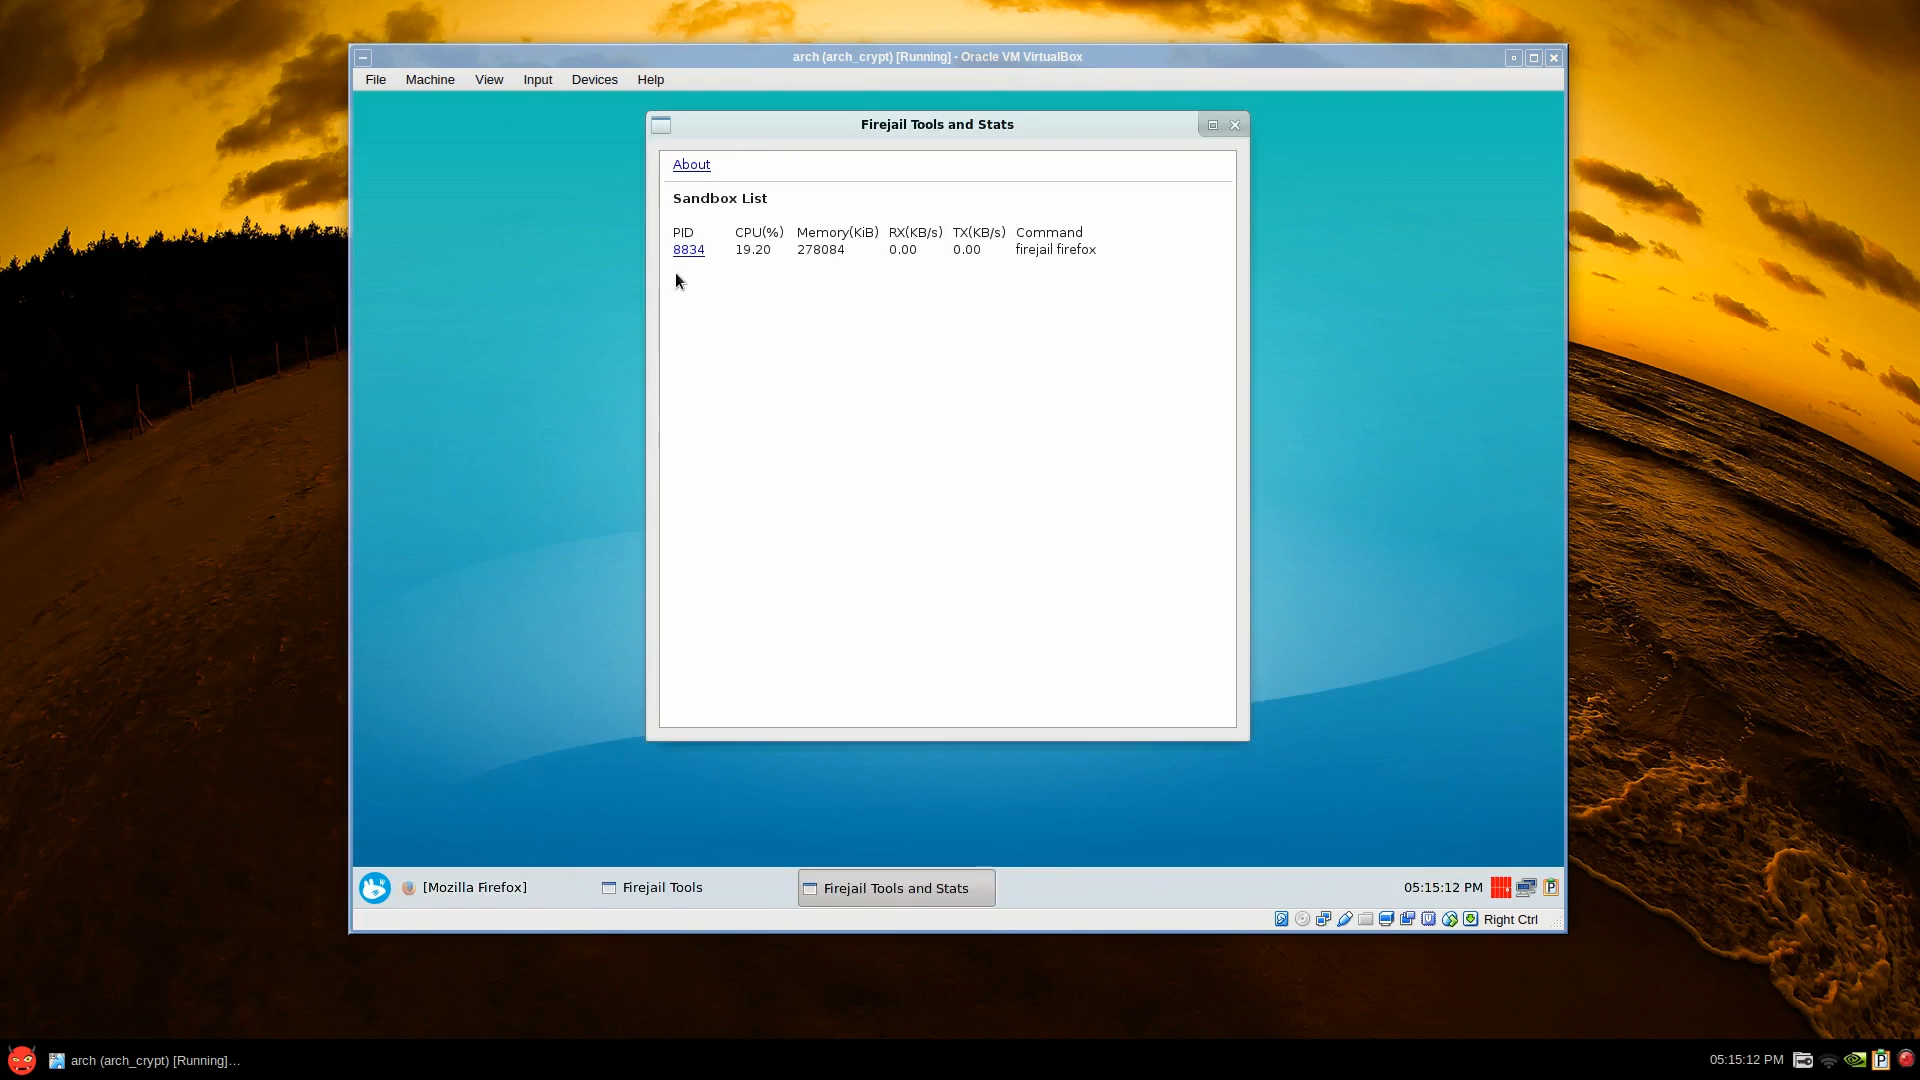 arch (arch_crypt) [Running] - Oracle VM VirtualBox
File Machine View Input Devices Help
Firejail Tools and Stats
About
Sandbox List
PID CPU(%) Memory(KiB) RX(KB/s) TX(KB/s) Command
8834 19.20 278084 0.00 0.00 firejail firefox
[Mozilla Firefox] Firejail Tools Firejail Tools and Stats 05:15:12 PM P
Right Ctrl
arch (arch_crypt) [Running]... 05:15:12 PM P